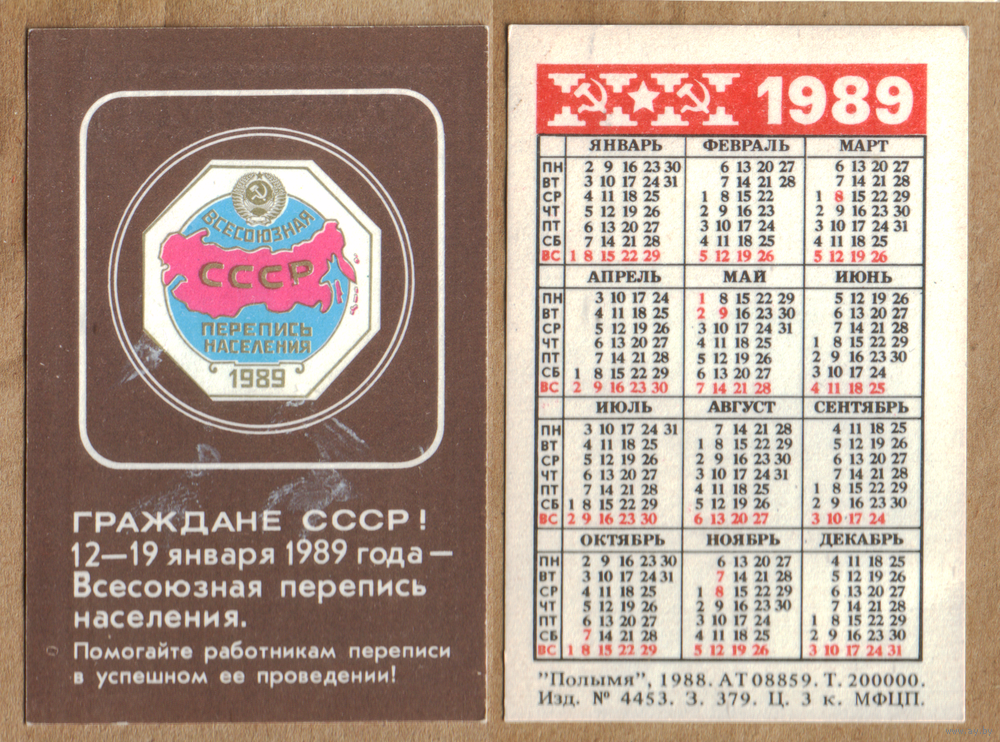 ВСЕСОЮЗНАЯ
СССР
ПЕРЕПИСЬ
НАСЕЛЕНИЯ
1989
ГРАЖДАНЕ СССР!
12—19 января 1989 года —
Всесоюзная перепись
населения.
Помогайте работникам переписи
в успешном ее проведении!
1989
ЯНВАРЬ ФЕВРАЛЬ МАРТ
ПН 2 9 16 23 30 6 13 20 27 6 13 20 27
ВТ 3 10 17 24 31 7 14 21 28 7 14 21 28
СР 4 11 18 25 1 8 15 22 1 8 15 22 29
ЧТ 5 12 19 26 2 9 16 23 2 9 16 23 30
ПТ 6 13 20 27 3 10 17 24 3 10 17 24 31
СБ 7 14 21 28 4 11 18 25 4 11 18 25
ВС 1 8 15 22 29 5 12 19 26 5 12 19 26
АПРЕЛЬ МАЙ ИЮНЬ
ПН 3 10 17 24 1 8 15 22 29 5 12 19 26
ВТ 4 11 18 25 2 9 16 23 30 6 13 20 27
СР 5 12 19 26 3 10 17 24 31 7 14 21 28
ЧТ 6 13 20 27 4 11 18 25 1 8 15 22 29
ПТ 7 14 21 28 5 12 19 26 2 9 16 23 30
СБ 1 8 15 22 29 6 13 20 27 3 10 17 24
ВС 2 9 16 23 30 7 14 21 28 4 11 18 25
ИЮЛЬ АВГУСТ СЕНТЯБРЬ
ПН 3 10 17 24 31 7 14 21 28 4 11 18 25
ВТ 4 11 18 25 1 8 15 22 29 5 12 19 26
СР 5 12 19 26 2 9 16 23 30 6 13 20 27
ЧТ 6 13 20 27 3 10 17 24 31 7 14 21 28
ПТ 7 14 21 28 4 11 18 25 1 8 15 22 29
СБ 1 8 15 22 29 5 12 19 26 2 9 16 23 30
ВС 2 9 16 23 30 6 13 20 27 3 10 17 24
ОКТЯБРЬ НОЯБРЬ ДЕКАБРЬ
ПН 2 9 16 23 30 6 13 20 27 4 11 18 25
ВТ 3 10 17 24 31 7 14 21 28 5 12 19 26
СР 4 11 18 25 1 8 15 22 29 6 13 20 27
ЧТ 5 12 19 26 2 9 16 23 30 7 14 21 28
ПТ 6 13 20 27 3 10 17 24 1 8 15 22 29
СБ 7 14 21 28 4 11 18 25 2 9 16 23 30
ВС 1 8 15 22 29 5 12 19 26 3 10 17 24 31
"Полымя", 1988. АТ 08859. Т. 200000.
Изд. № 4453. З. 379. Ц. 3 к. МФЦП.